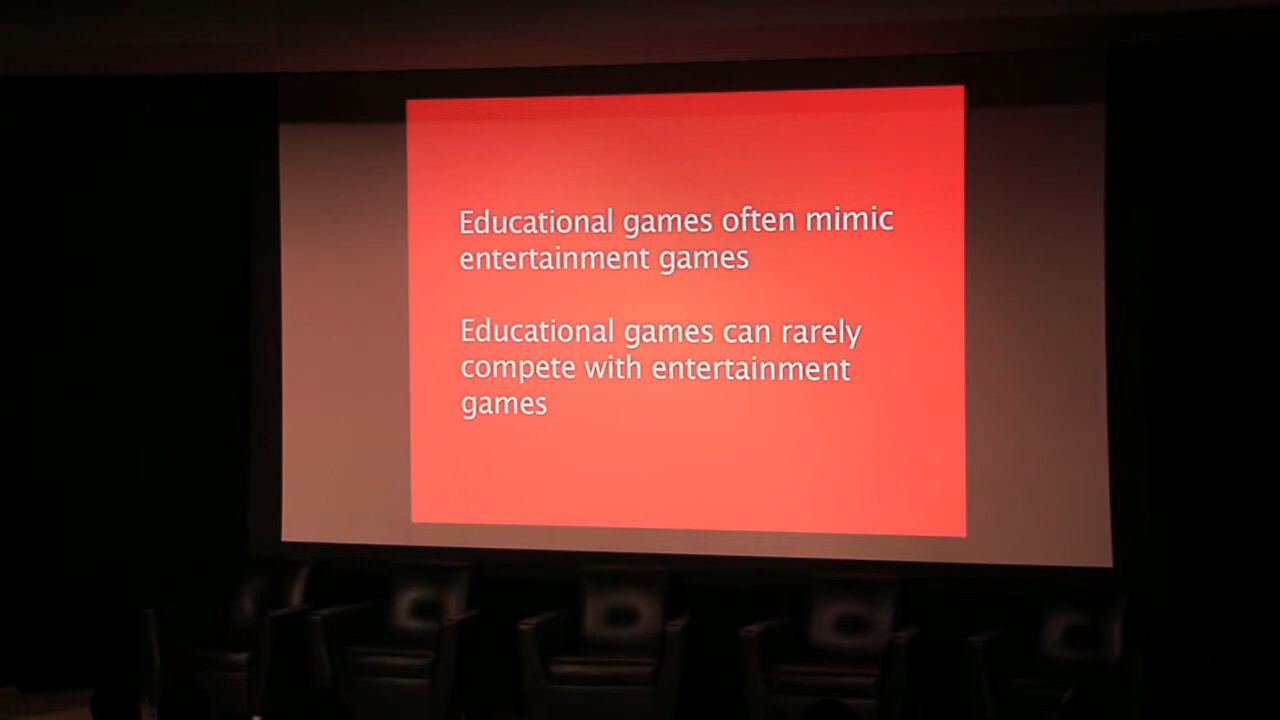 Educational games often mimic
entertainment games
Educational games can rarely
compete with entertainment
games